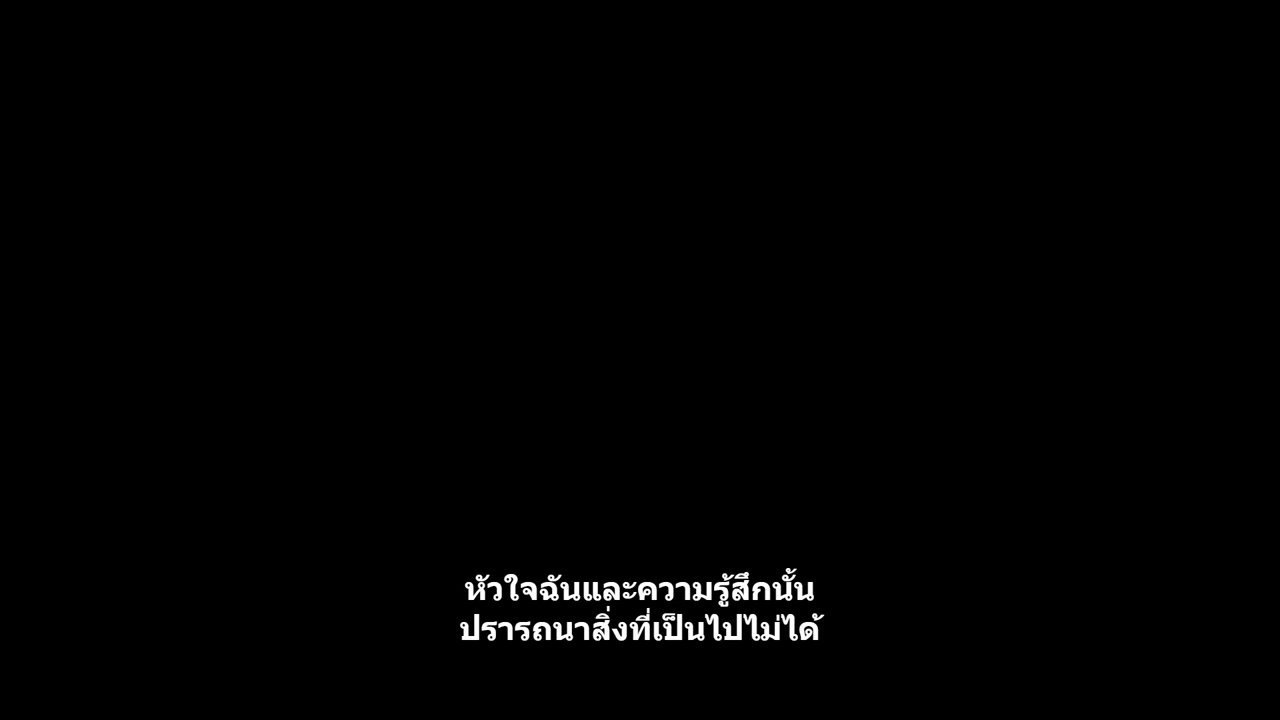 หัวใจฉันและความรู้สึกนั้น
ปรารถนาสิ่งที่เป็นไปไม่ได้